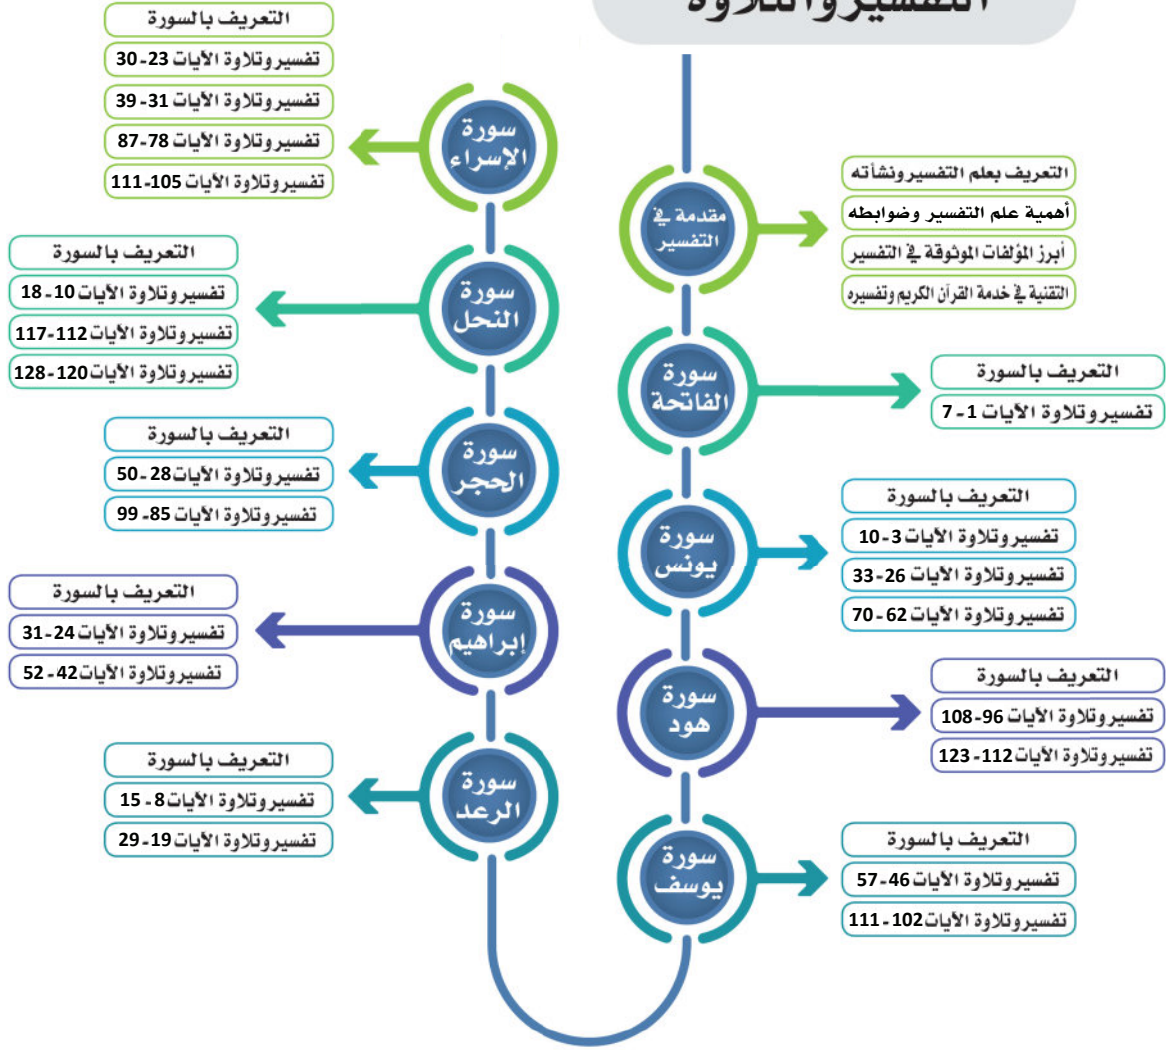 التفسير والتلاوة
مقدمة في
التفسير
التعريف بعلم التفسير ونشأته
أهمية علم التفسير وضوابطه
أبرز المؤلفات الموثوقة في التفسير
التقنية في خدمة القرآن الكريم وتفسيره
سورة
الفاتحة
التعريف بالسورة
تفسير وتلاوة الآيات 1-7
سورة
يونس
التعريف بالسورة
تفسير وتلاوة الآيات 3-10
تفسير وتلاوة الآيات 26-33
تفسير وتلاوة الآيات 62-70
سورة
هود
التعريف بالسورة
تفسير وتلاوة الآيات 96-108
تفسير وتلاوة الآيات 112-123
سورة
يوسف
التعريف بالسورة
تفسير وتلاوة الآيات 46-57
تفسير وتلاوة الآيات 102-111
سورة
الرعد
التعريف بالسورة
تفسير وتلاوة الآيات 8-15
تفسير وتلاوة الآيات 19-29
سورة
إبراهيم
التعريف بالسورة
تفسير وتلاوة الآيات 24-31
تفسير وتلاوة الآيات 42-52
سورة
الحجر
التعريف بالسورة
تفسير وتلاوة الآيات 28-50
تفسير وتلاوة الآيات 85-99
سورة
النحل
التعريف بالسورة
تفسير وتلاوة الآيات 10-18
تفسير وتلاوة الآيات 112-117
تفسير وتلاوة الآيات 120-128
سورة
الإسراء
التعريف بالسورة
تفسير وتلاوة الآيات 23-30
تفسير وتلاوة الآيات 31-39
تفسير وتلاوة الآيات 78-87
تفسير وتلاوة الآيات 105-111